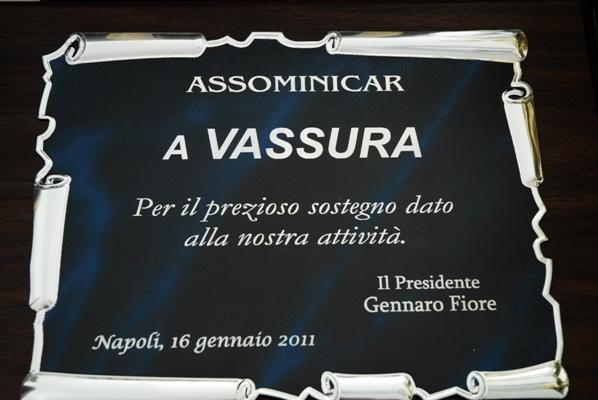 ASSOMINICAR
A VASSURA
Per il prezioso sostegno dato
alla nostra attività.
Il Presidente
Gennaro Fiore
Napoli, 16 gennaio 2011